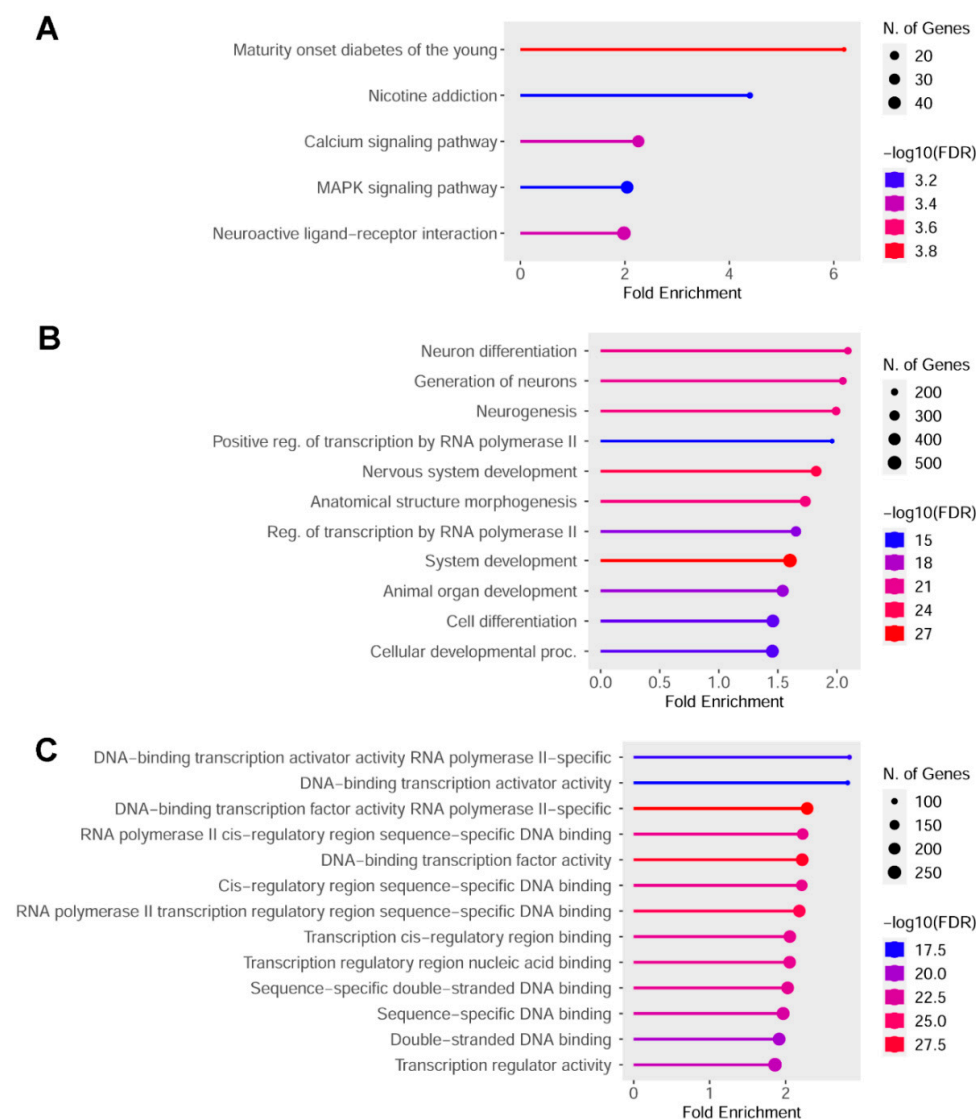 A
Maturity onset diabetes of the young
Nicotine addiction
Calcium signaling pathway
MAPK signaling pathway
Neuroactive ligand−receptor interaction
0 2 4 6
Fold Enrichment
N. of Genes
20
30
40
−log10(FDR)
3.2
3.4
3.6
3.8
B
Neuron differentiation
Generation of neurons
Neurogenesis
Positive reg. of transcription by RNA polymerase II
Nervous system development
Anatomical structure morphogenesis
Reg. of transcription by RNA polymerase II
System development
Animal organ development
Cell differentiation
Cellular developmental proc.
0.0 0.5 1.0 1.5 2.0
Fold Enrichment
N. of Genes
200
300
400
500
−log10(FDR)
15
18
21
24
27
C
DNA−binding transcription activator activity RNA polymerase II−specific
DNA−binding transcription activator activity
DNA−binding transcription factor activity RNA polymerase II−specific
RNA polymerase II cis−regulatory region sequence−specific DNA binding
DNA−binding transcription factor activity
Cis−regulatory region sequence−specific DNA binding
RNA polymerase II transcription regulatory region sequence−specific DNA binding
Transcription cis−regulatory region binding
Transcription regulatory region nucleic acid binding
Sequence−specific double−stranded DNA binding
Sequence−specific DNA binding
Double−stranded DNA binding
Transcription regulator activity
0 1 2
Fold Enrichment
N. of Genes
100
150
200
250
−log10(FDR)
17.5
20.0
22.5
25.0
27.5